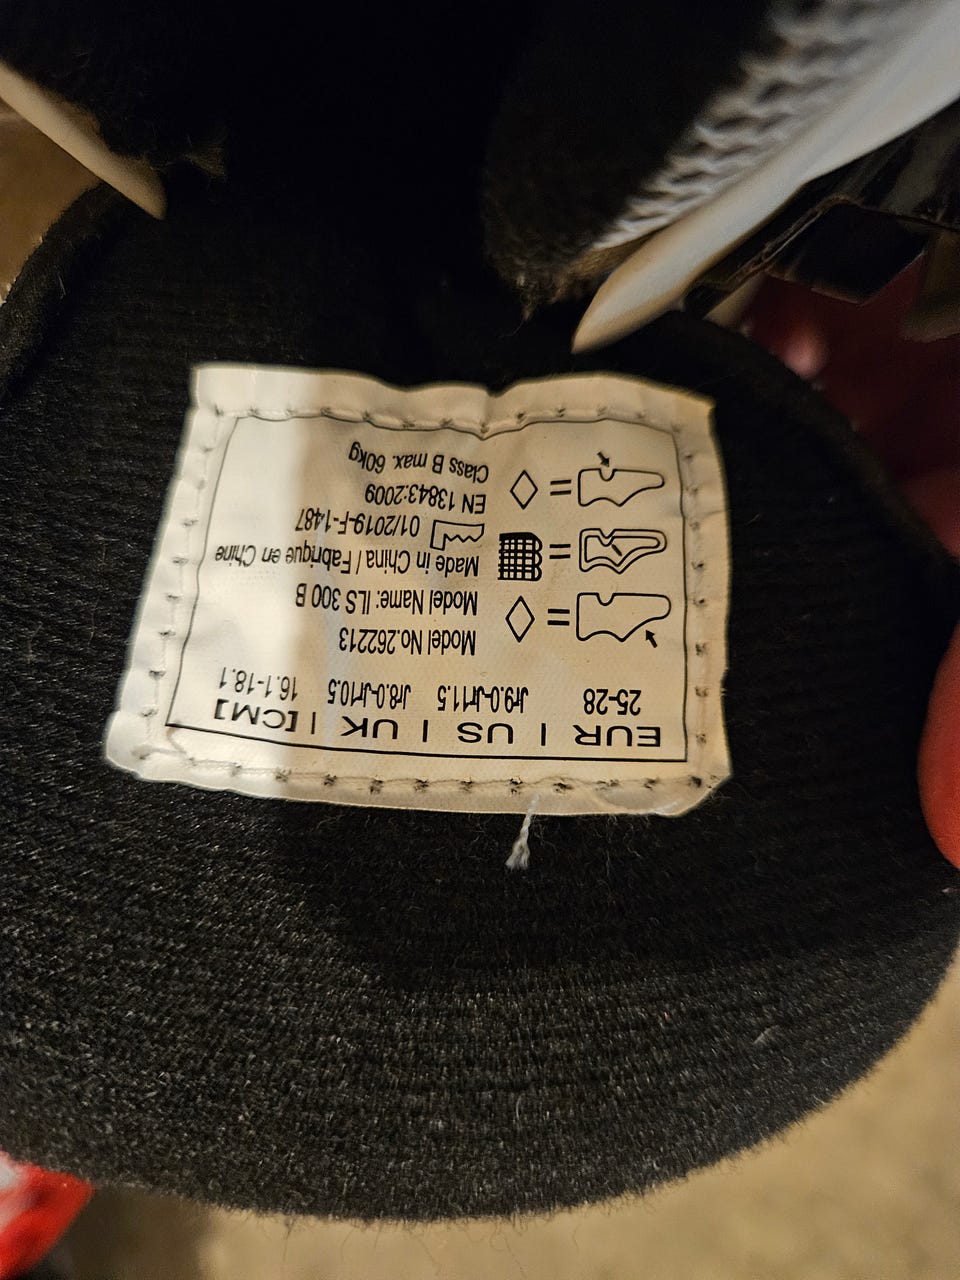 EUR | US | UK | [CM]
25-28 Jr9.0-Jr11.5 Jr8.0-Jr10.5 16.1-18.1
Model No.262213
Model Name: ILS 300 B
Made in China / Fabriqué en Chine
01/2019-F-1487
EN 13843:2009
Class B max. 60kg